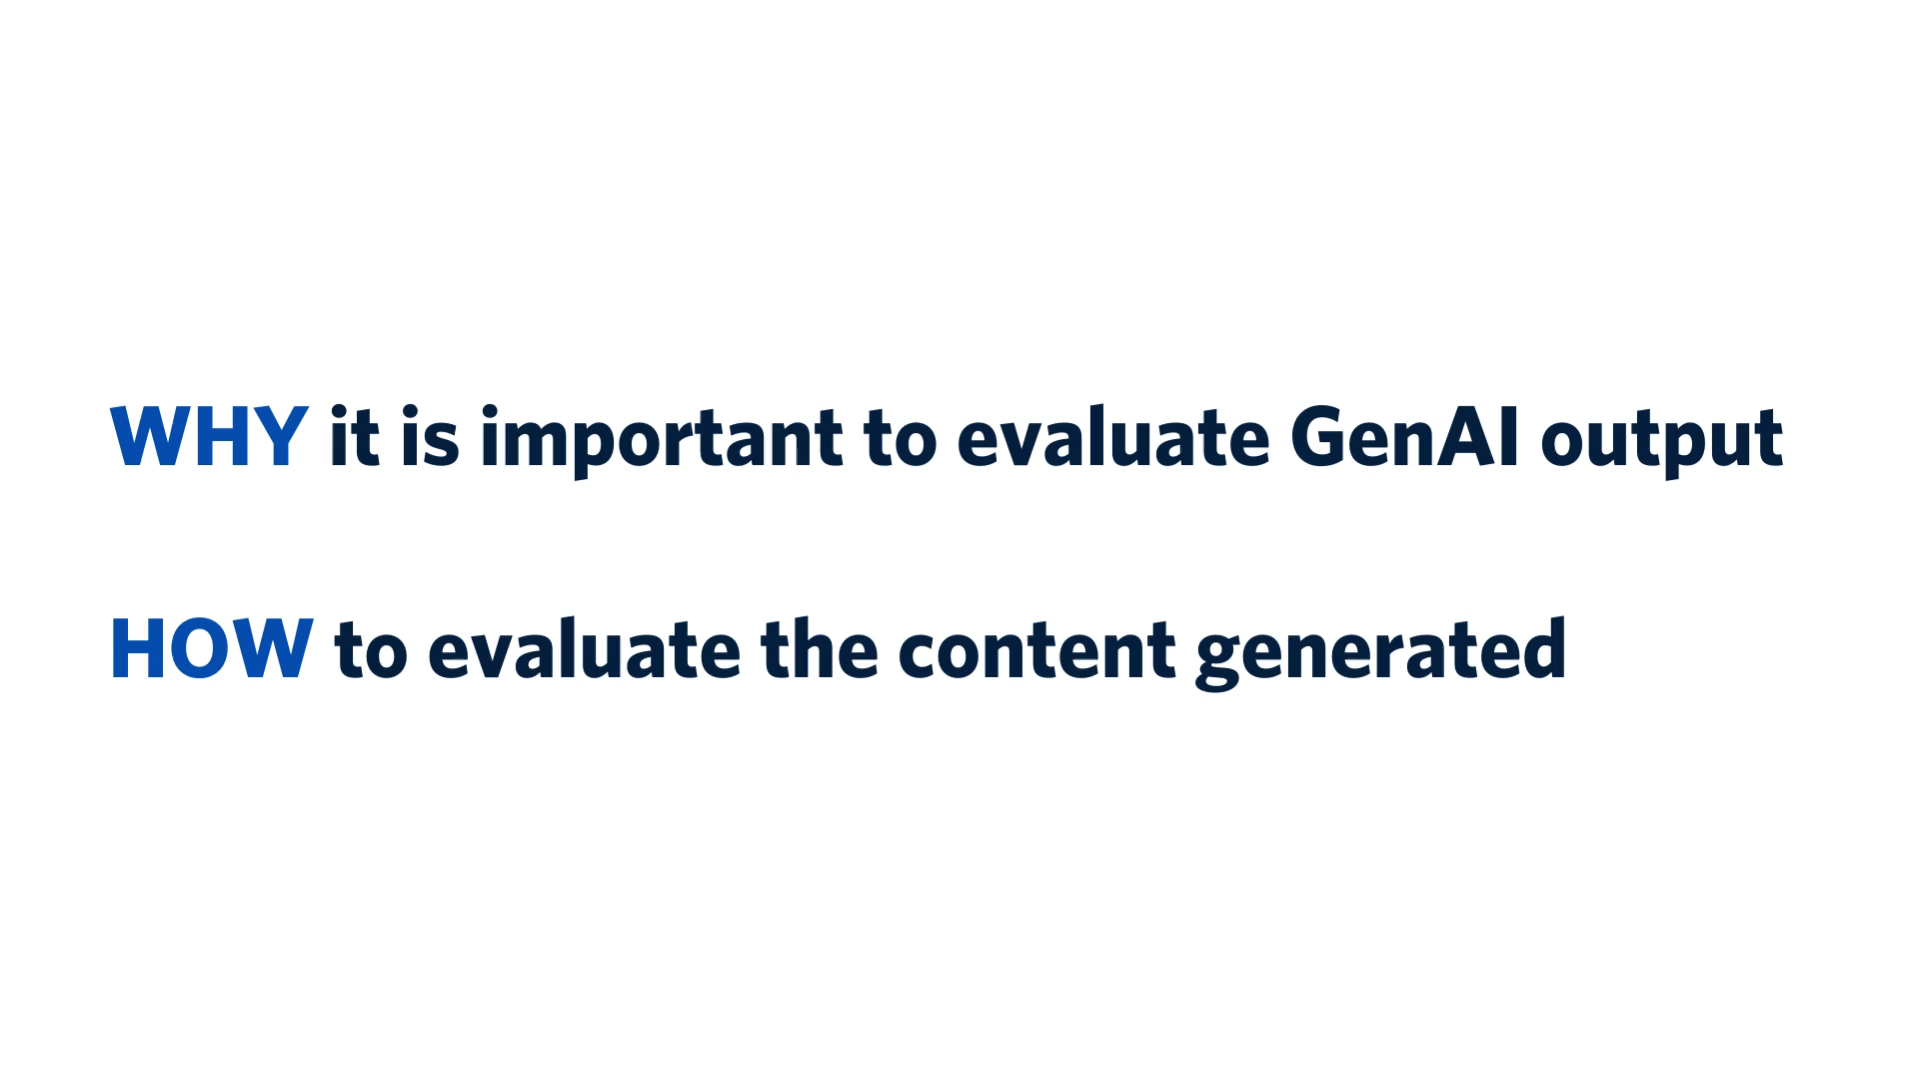 WHY it is important to evaluate GenAI output
HOW to evaluate the content generated